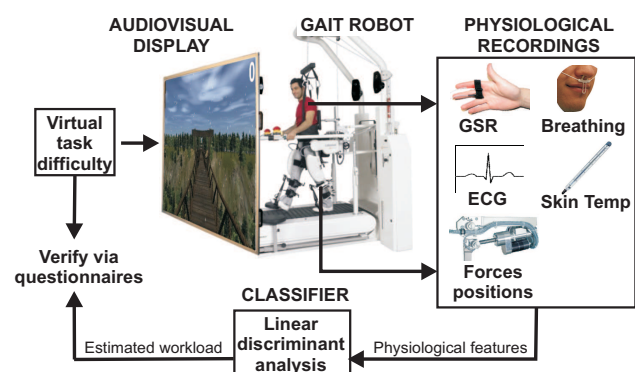 AUDIOVISUAL
DISPLAY
GAIT ROBOT
PHYSIOLOGICAL
RECORDINGS
0
Virtual
task
difficulty
GSR
Breathing
ECG
Skin Temp
Forces
positions
Verify via
questionnaires
CLASSIFIER
Linear
discriminant
analysis
Estimated workload
Physiological features